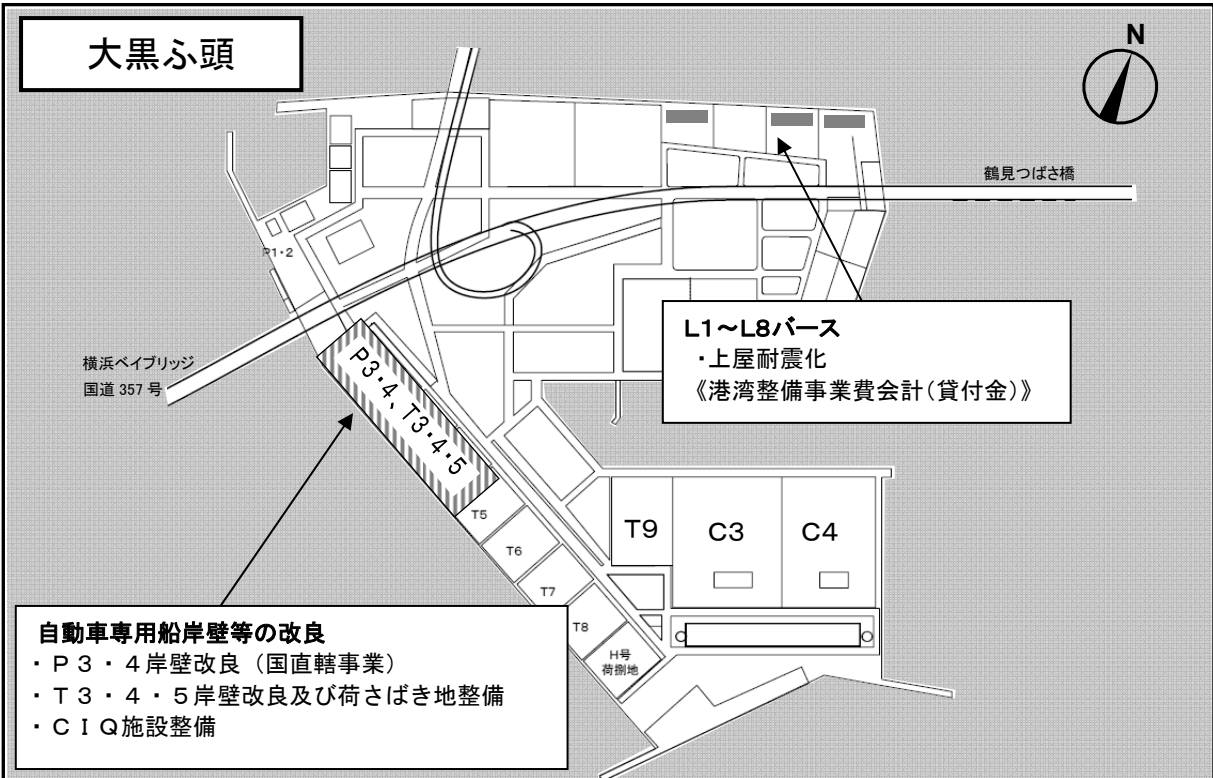 大黒ふ頭
N
鶴見つばさ橋
P1・2
横浜ベイブリッジ
国道 357 号
P3・4、T3・4・5
L1～L8バース
・上屋耐震化
《港湾整備事業費会計(貸付金)》
T5
T6
T7
T8
H号
荷捌地
T9
C3
C4
自動車専用船岸壁等の改良
・Ｐ３・４岸壁改良（国直轄事業）
・Ｔ３・４・５岸壁改良及び荷さばき地整備
・ＣＩＱ施設整備